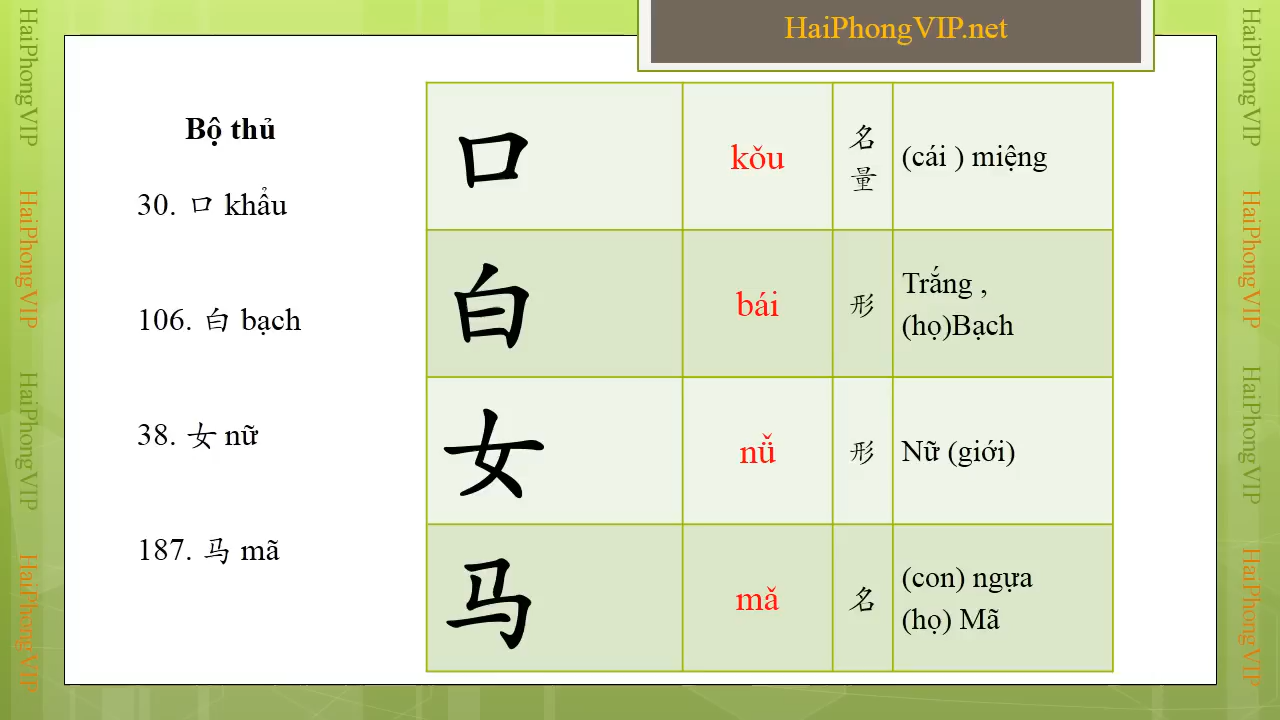 HaiPhongVIP.net
Bộ thủ
30. 口 khẩu
106. 白 bạch
38. 女 nữ
187. 马 mã
口
kǒu
名
量
(cái ) miệng
白
bái
形
Trắng ,
(họ)Bạch
女
nǚ
形
Nữ (giới)
马
mǎ
名
(con) ngựa
(họ) Mã
HaiPhongVIP
HaiPhongVIP
HaiPhongVIP
HaiPhongVIP
HaiPhongVIP
HaiPhongVIP
HaiPhongVIP
HaiPhongVIP